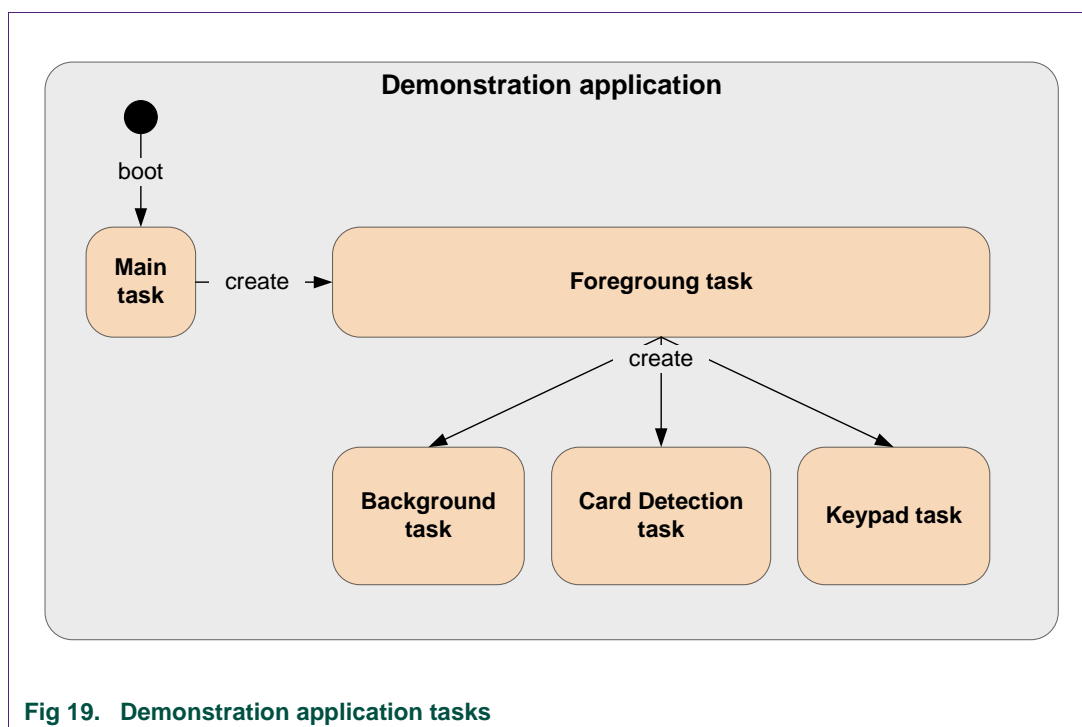 Demonstration application
boot
Main
task
create
Foregroung task
create
Background
task
Card Detection
task
Keypad task
Fig 19. Demonstration application tasks